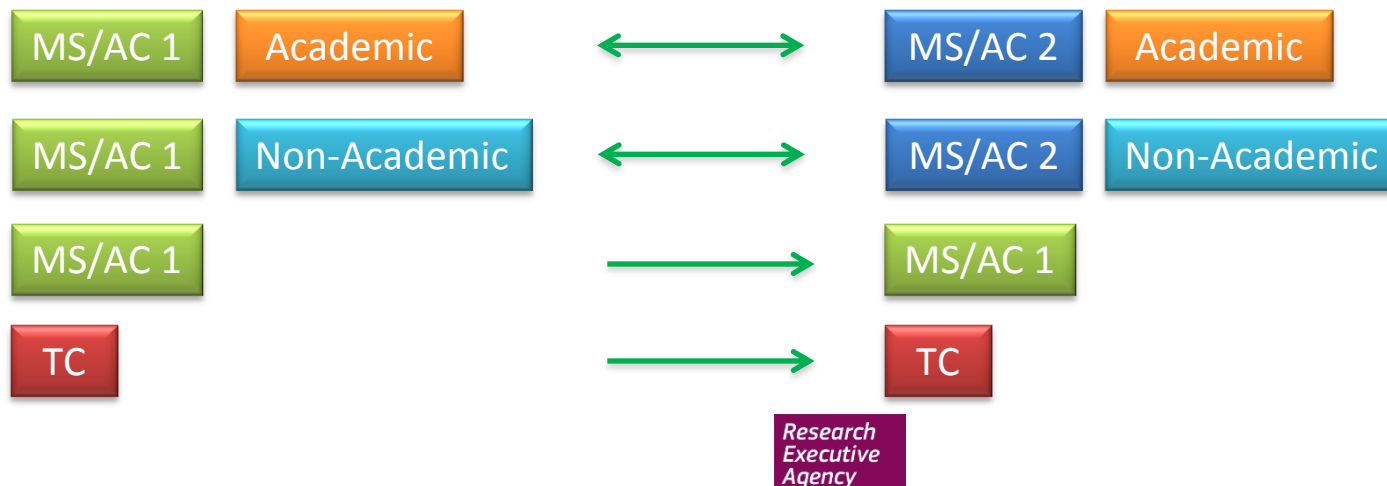 MS/AC 1 Academic MS/AC 2 Academic
MS/AC 1 Non-Academic MS/AC 2 Non-Academic
MS/AC 1 MS/AC 1
TC TC
Research
Executive
Agency